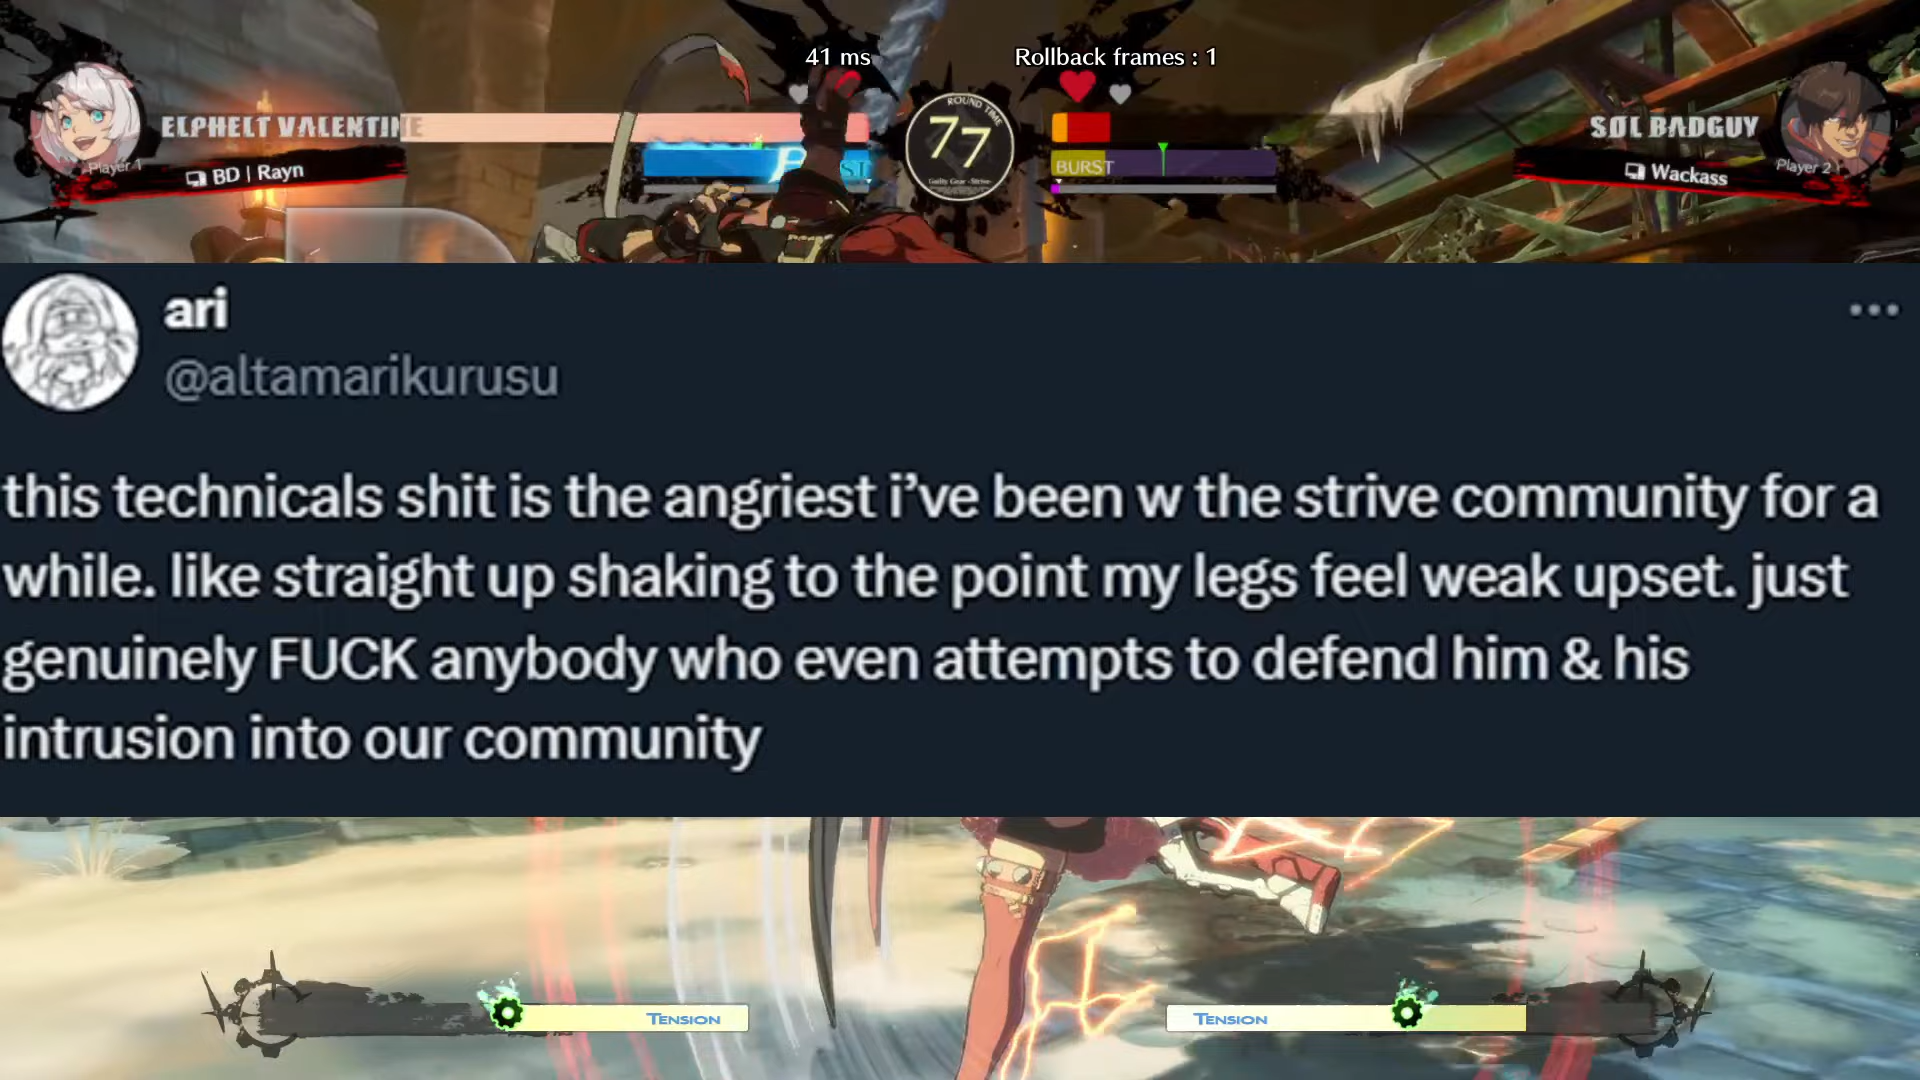 41 ms
Rollback frames : 1
ELPHELT VALENTINE
ROUND TIME
77
Guilty Gear -Strive-
SOL BADGUY
Player 1
BD | Rayn
BURST
Player 2
Wackass
ari
@altamarikurusu
this technicals shit is the angriest i’ve been w the strive community for a
while. like straight up shaking to the point my legs feel weak upset. just
genuinely FUCK anybody who even attempts to defend him & his
intrusion into our community
TENSION
TENSION